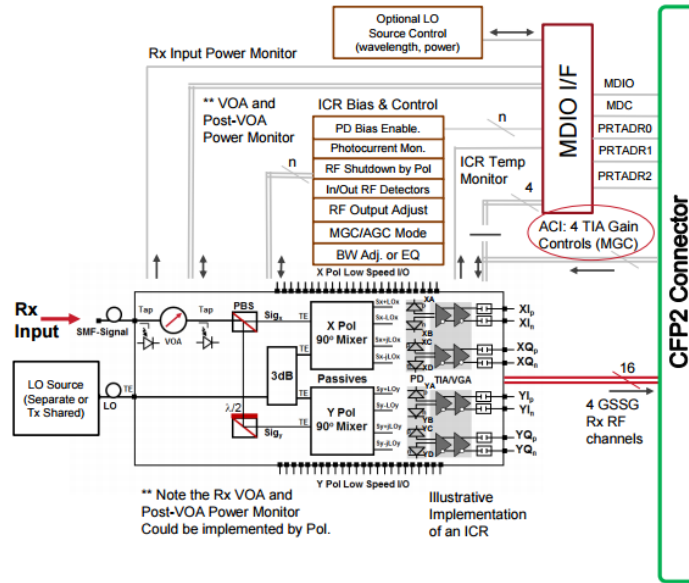 Optional LO
Source Control
(wavelength, power)
Rx Input Power Monitor
** VOA and
Post-VOA
Power Monitor
n
ICR Bias & Control
PD Bias Enable.
Photocurrent Mon.
RF Shutdown by Pol
In/Out RF Detectors
RF Output Adjust
MGC/AGC Mode
BW Adj. or EQ
n
ICR Temp
Monitor
4
MDIO I/F
MDIO
MDC
PRTADR0
PRTADR1
PRTADR2
ACI: 4 TIA Gain
Controls (MGC)
CFP2 Connector
X Pol Low Speed I/O
Rx
Input
SMF-Signal
Tap
VOA
Tap
PBS
Sigx
TE
X Pol
90° Mixer
Sx+LOx
Sx-LOx
Sx+jLOx
Sx-jLOx
XA
XB
XC
XD
XIp
XIn
XQp
XQn
LO Source
(Separate or
Tx Shared)
TE
LO
3dB
TE
Passives
PD
TIA/VGA
λ/2
Sigy
TE
Y Pol
90° Mixer
Sy+LOy
Sy-LOy
Sy+jLOy
Sy-jLOy
YA
YB
YC
YD
YIp
YIn
YQp
YQn
16
4 GSSG
Rx RF
channels
Y Pol Low Speed I/O
** Note the Rx VOA and
Post-VOA Power Monitor
Could be implemented by Pol.
Illustrative
Implementation
of an ICR